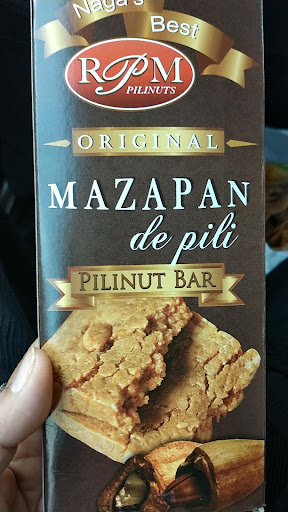 Naga's
Best
RPM
PILINUTS
ORIGINAL
MAZAPAN
de pili
PILINUT BAR